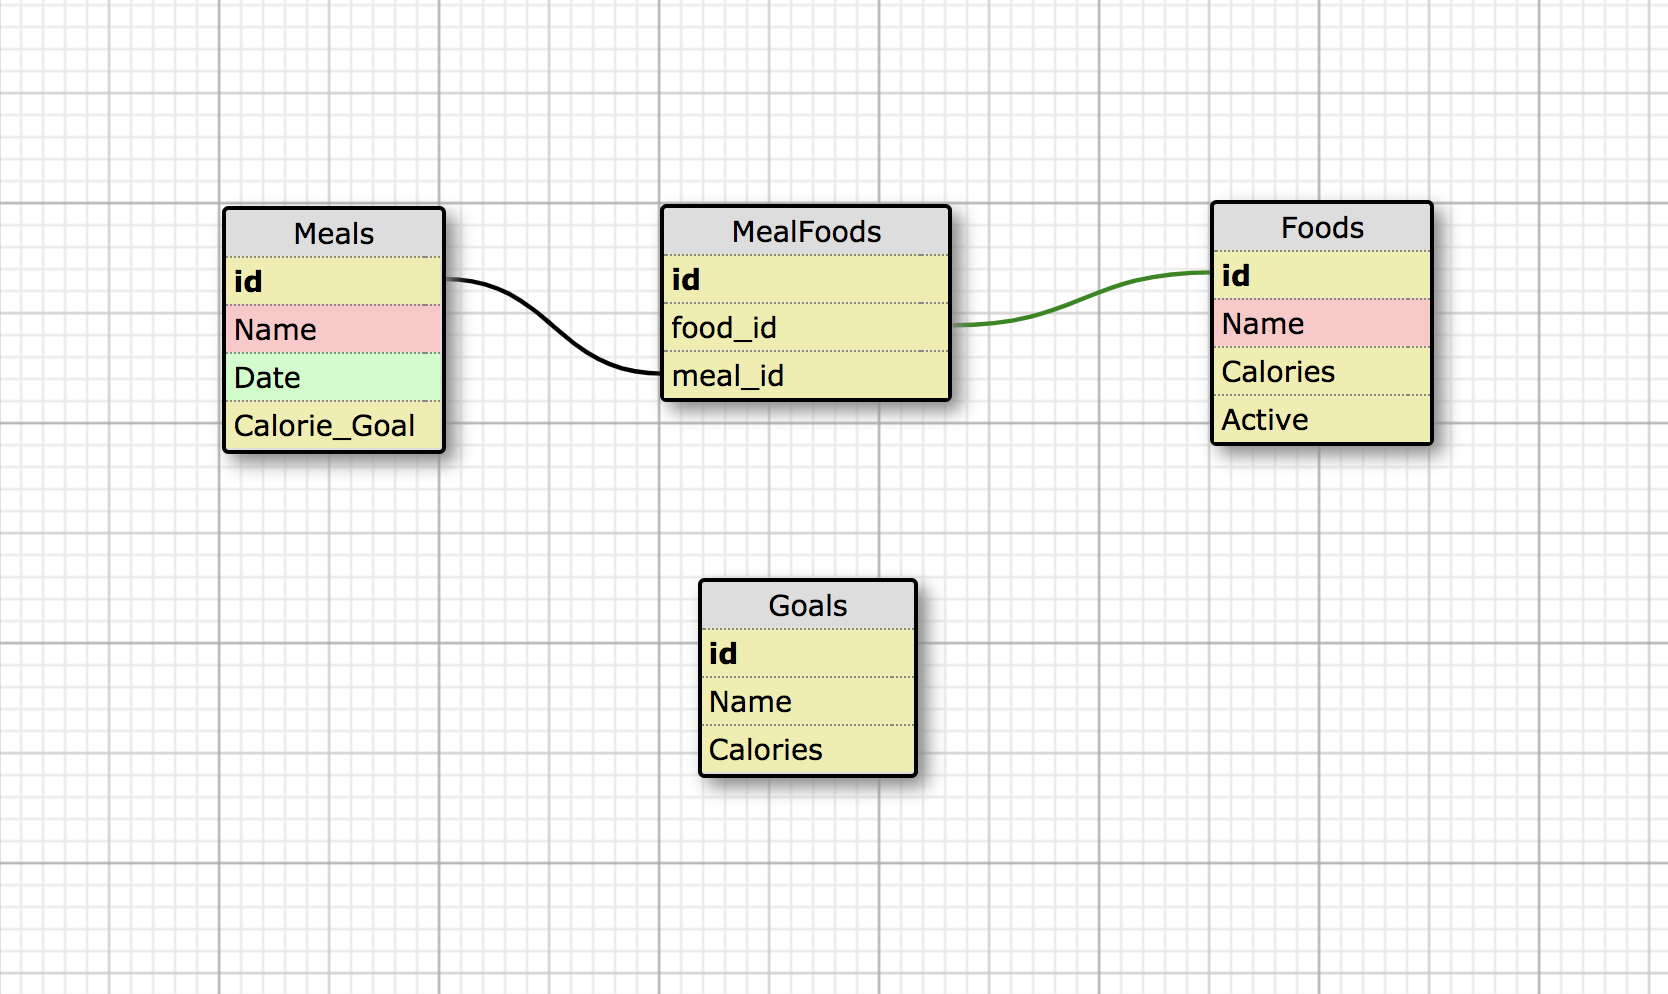 Meals
id
Name
Date
Calorie_Goal
MealFoods
id
food_id
meal_id
Foods
id
Name
Calories
Active
Goals
id
Name
Calories